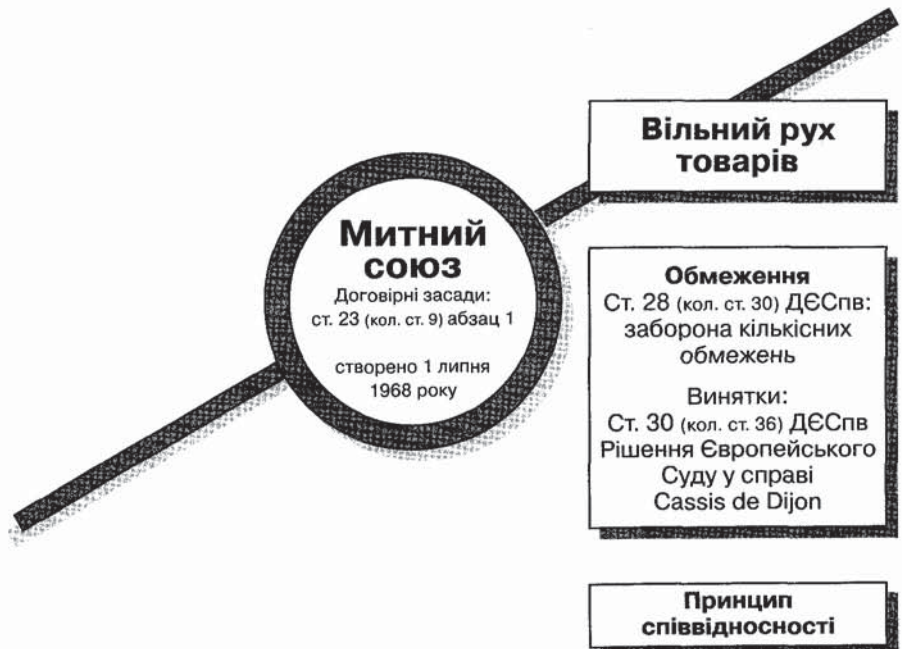 Вільний рух
товарів
Митний
союз
Договірні засади:
ст. 23 (кол. ст. 9) абзац 1
створено 1 липня
1968 року
Обмеження
Ст. 28 (кол. ст. 30) ДЄСпв:
заборона кількісних
обмежень
Винятки:
Ст. 30 (кол. ст. 36) ДЄСпв
Рішення Європейського
Суду у справі
Cassis de Dijon
Принцип
співвідносності